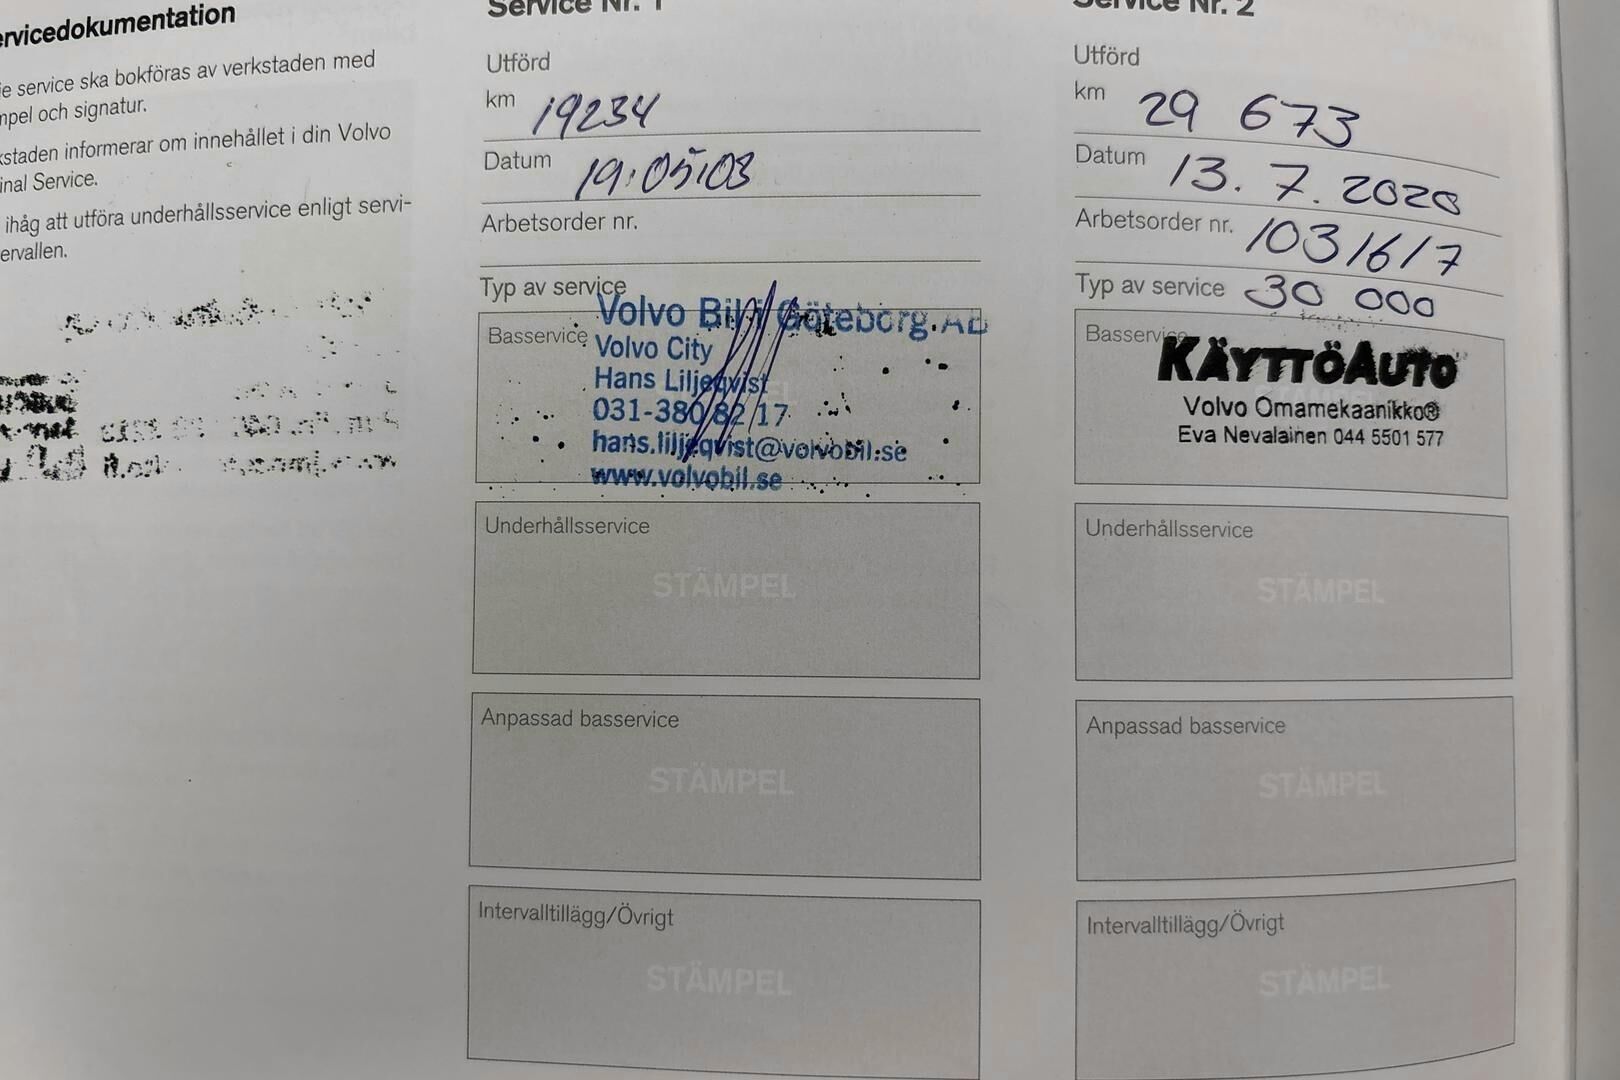 rvicedokumentation
e service ska bokföras av verkstaden med
mpel och signatur.
kstaden informerar om innehållet i din Volvo
inal Service.
ihåg att utföra underhållsservice enligt servi-
ervallen.
Service Nr. 1
Utförd
km 19234
Datum 19.05.03
Arbetsorder nr.
Typ av service
Basservice
Volvo Bil i Göteborg AB
Volvo City
Hans Liljeqvist
031-380 82 17
hans.liljeqvist@volvobil.se
www.volvobil.se
Underhållsservice
STÄMPEL
Anpassad basservice
STÄMPEL
Intervalltillägg/Övrigt
STÄMPEL
Service Nr. 2
Utförd
km 29 673
Datum 13.7.2020
Arbetsorder nr. 1031617
Typ av service 30 000
Basservice
KÄYTTÖAUTO
Volvo Omamekaanikko®
Eva Nevalainen 044 5501 577
Underhållsservice
STÄMPEL
Anpassad basservice
STÄMPEL
Intervalltillägg/Övrigt
STÄMPEL